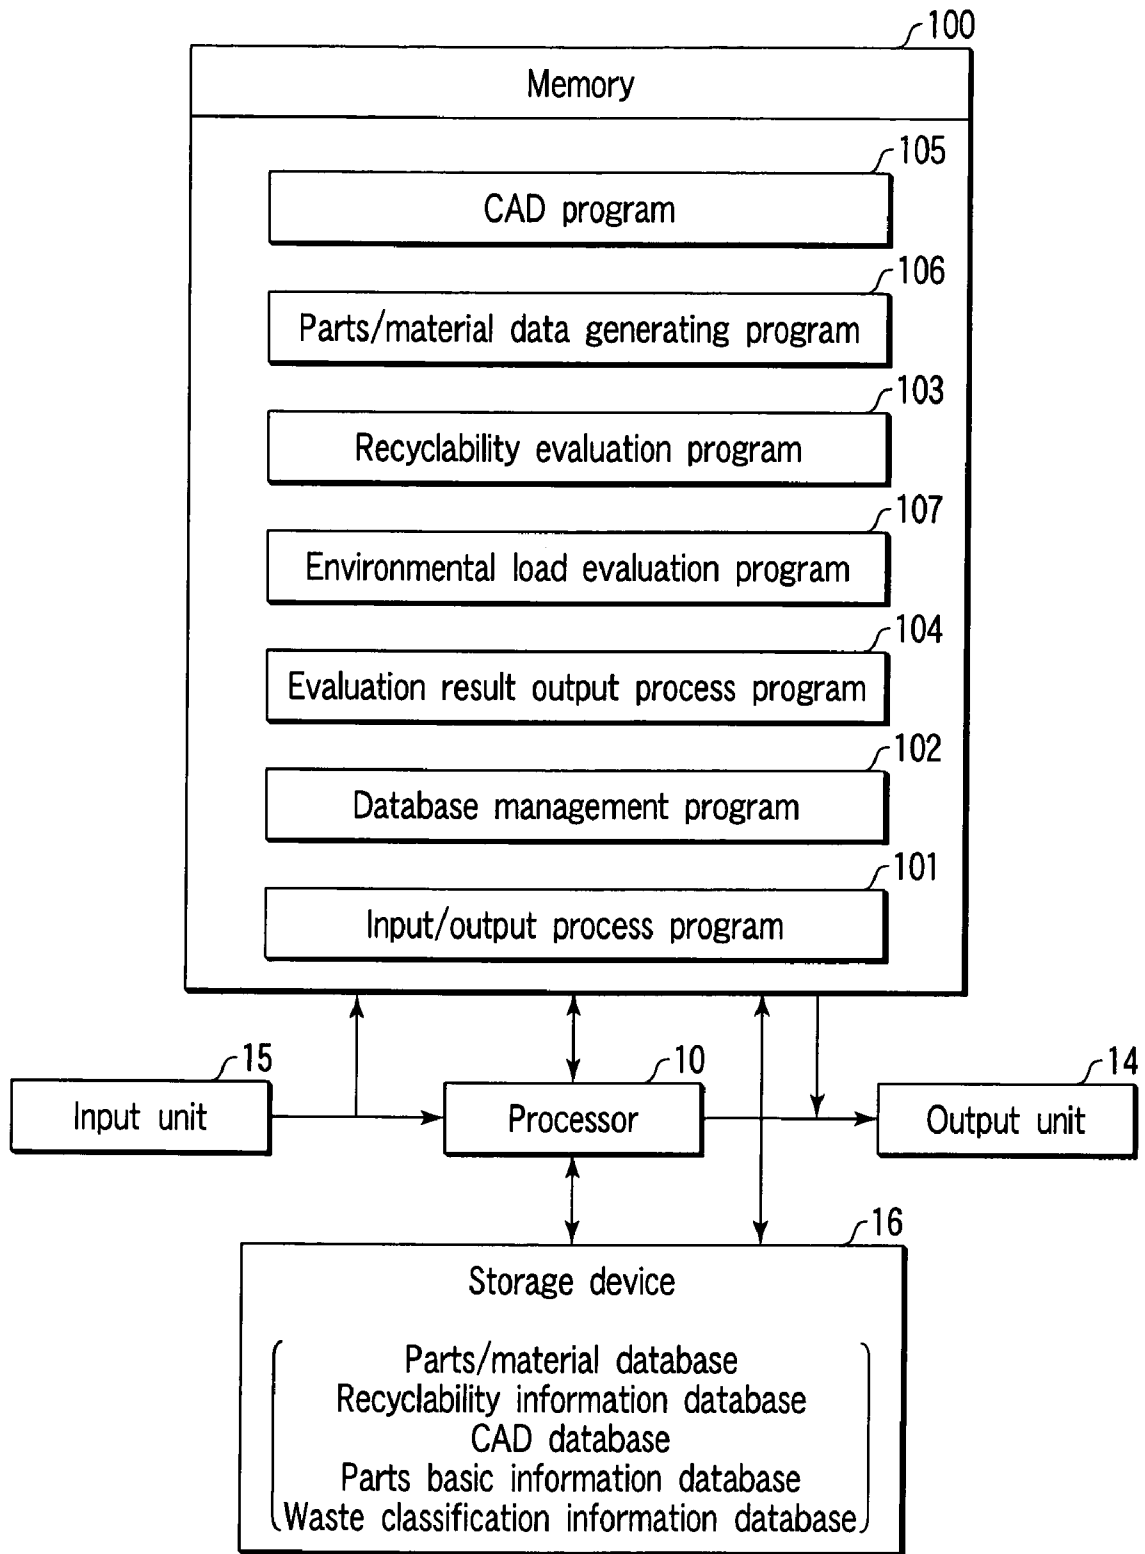 100
Memory
105
CAD program
106
Parts/material data generating program
103
Recyclability evaluation program
107
Environmental load evaluation program
104
Evaluation result output process program
102
Database management program
101
Input/output process program
15
Input unit
10
Processor
14
Output unit
16
Storage device
Parts/material database
Recyclability information database
CAD database
Parts basic information database
Waste classification information database